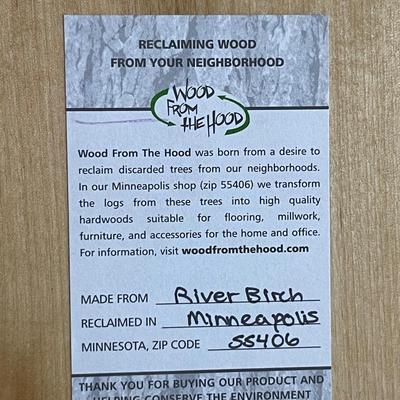 RECLAIMING WOOD
FROM YOUR NEIGHBORHOOD
WOOD
FROM
THE HOOD
Wood From The Hood was born from a desire to
reclaim discarded trees from our neighborhoods.
In our Minneapolis shop (zip 55406) we transform
the logs from these trees into high quality
hardwoods suitable for flooring, millwork,
furniture, and accessories for the home and office.
For information, visit woodfromthehood.com
MADE FROM River Birch
RECLAIMED IN Minneapolis
MINNESOTA, ZIP CODE 55406
THANK YOU FOR BUYING OUR PRODUCT AND
HELPING CONSERVE THE ENVIRONMENT